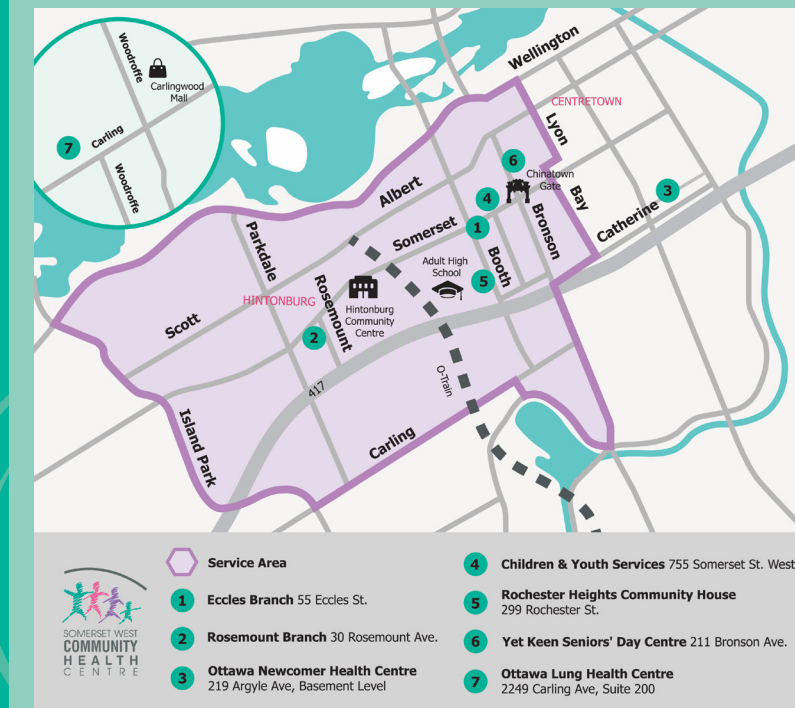 Woodroffe
Carlingwood
Mall
7
Carling
Woodroffe
Wellington
CENTRETOWN
Lyon
6
Chinatown
Gate
Albert
4
Bay
3
Catherine
Somerset
1
Bronson
Parkdale
Adult High
School
Booth
5
Rosemount
HINTONBURG
Hintonburg
Community
Centre
Scott
2
417
O-Train
Island Park
Carling
Service Area
1 Eccles Branch 55 Eccles St.
2 Rosemount Branch 30 Rosemount Ave.
3 Ottawa Newcomer Health Centre
219 Argyle Ave, Basement Level
4 Children & Youth Services 755 Somerset St. West
5 Rochester Heights Community House
299 Rochester St.
6 Yet Keen Seniors' Day Centre 211 Bronson Ave.
7 Ottawa Lung Health Centre
2249 Carling Ave, Suite 200
SOMERSET WEST
COMMUNITY
HEALTH
CENTRE